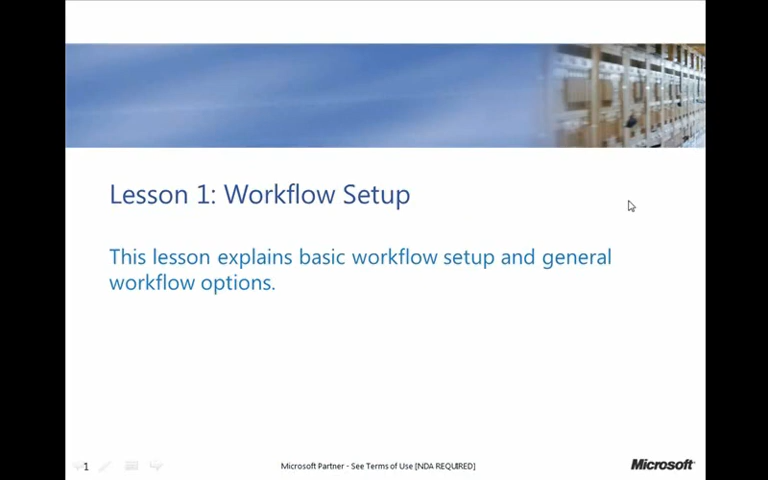 Lesson 1: Workflow Setup
This lesson explains basic workflow setup and general
workflow options.
1
Microsoft Partner - See Terms of Use [NDA REQUIRED]
Microsoft